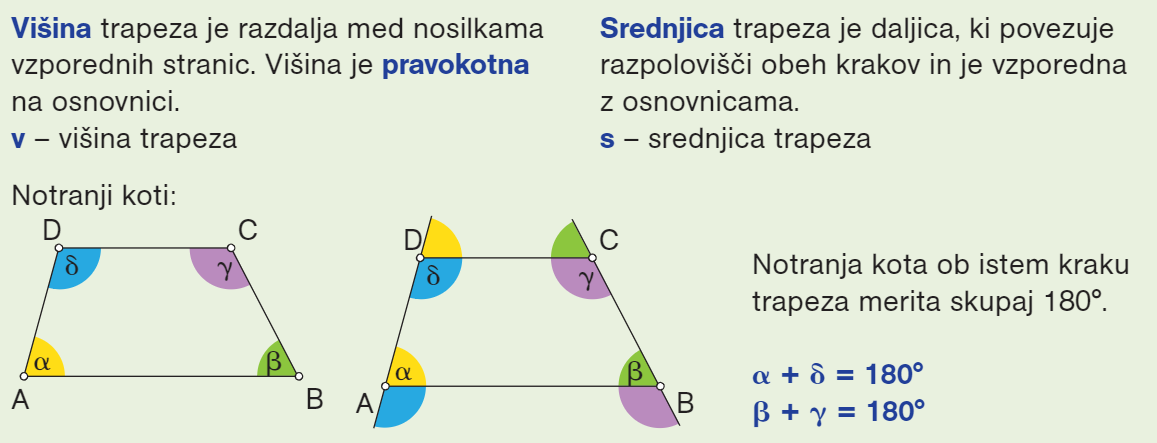 Višina trapeza je razdalja med nosilkama
vzporednih stranic. Višina je pravokotna
na osnovnici.
v – višina trapeza
Srednjica trapeza je daljica, ki povezuje
razpolovišči obeh krakov in je vzporedna
z osnovnicama.
s – srednjica trapeza
Notranji koti:
D C
δ γ
α β
A B
D C
δ γ
α β
A B
Notranja kota ob istem kraku
trapeza merita skupaj 180°.
α + δ = 180°
β + γ = 180°